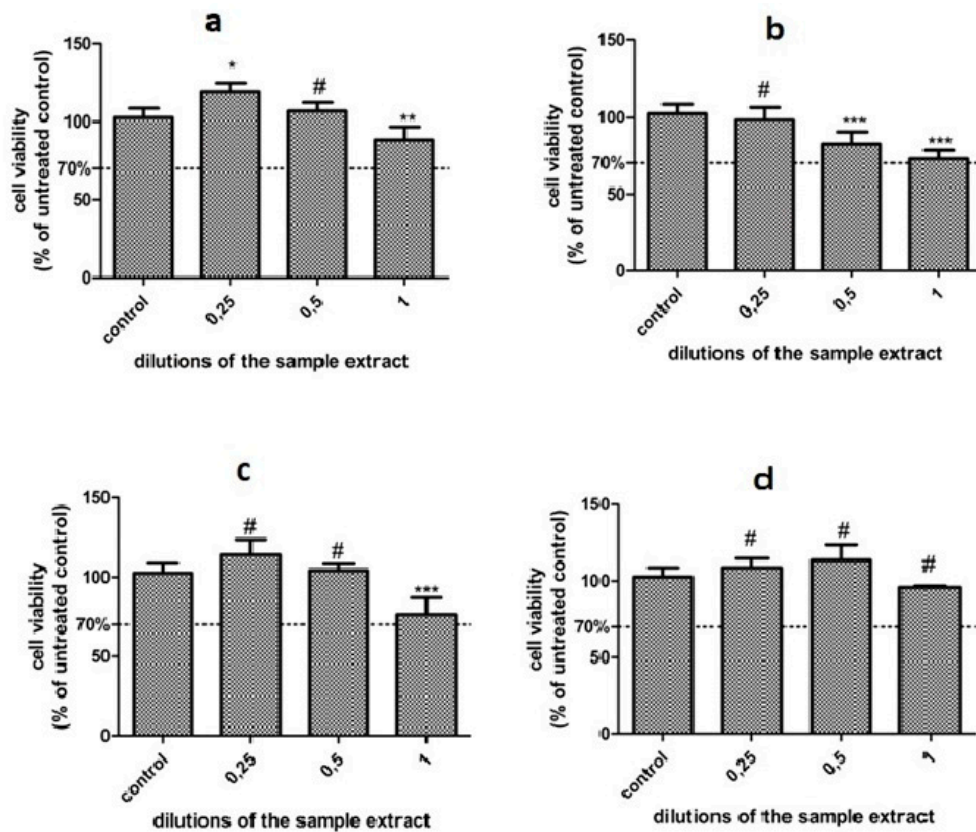 a
cell viability
(% of untreated control)
150
100
70%
50
0
*
#
**
control
0,25
0,5
1
dilutions of the sample extract
b
cell viability
(% of untreated control)
150
100
70%
50
0
#
***
***
control
0,25
0,5
1
dilutions of the sample extract
c
cell viability
(% of untreated control)
150
100
70%
50
0
#
#
***
control
0,25
0,5
1
dilutions of the sample extract
d
cell viability
(% of untreated control)
150
100
70%
50
0
#
#
#
control
0,25
0,5
1
dilutions of the sample extract